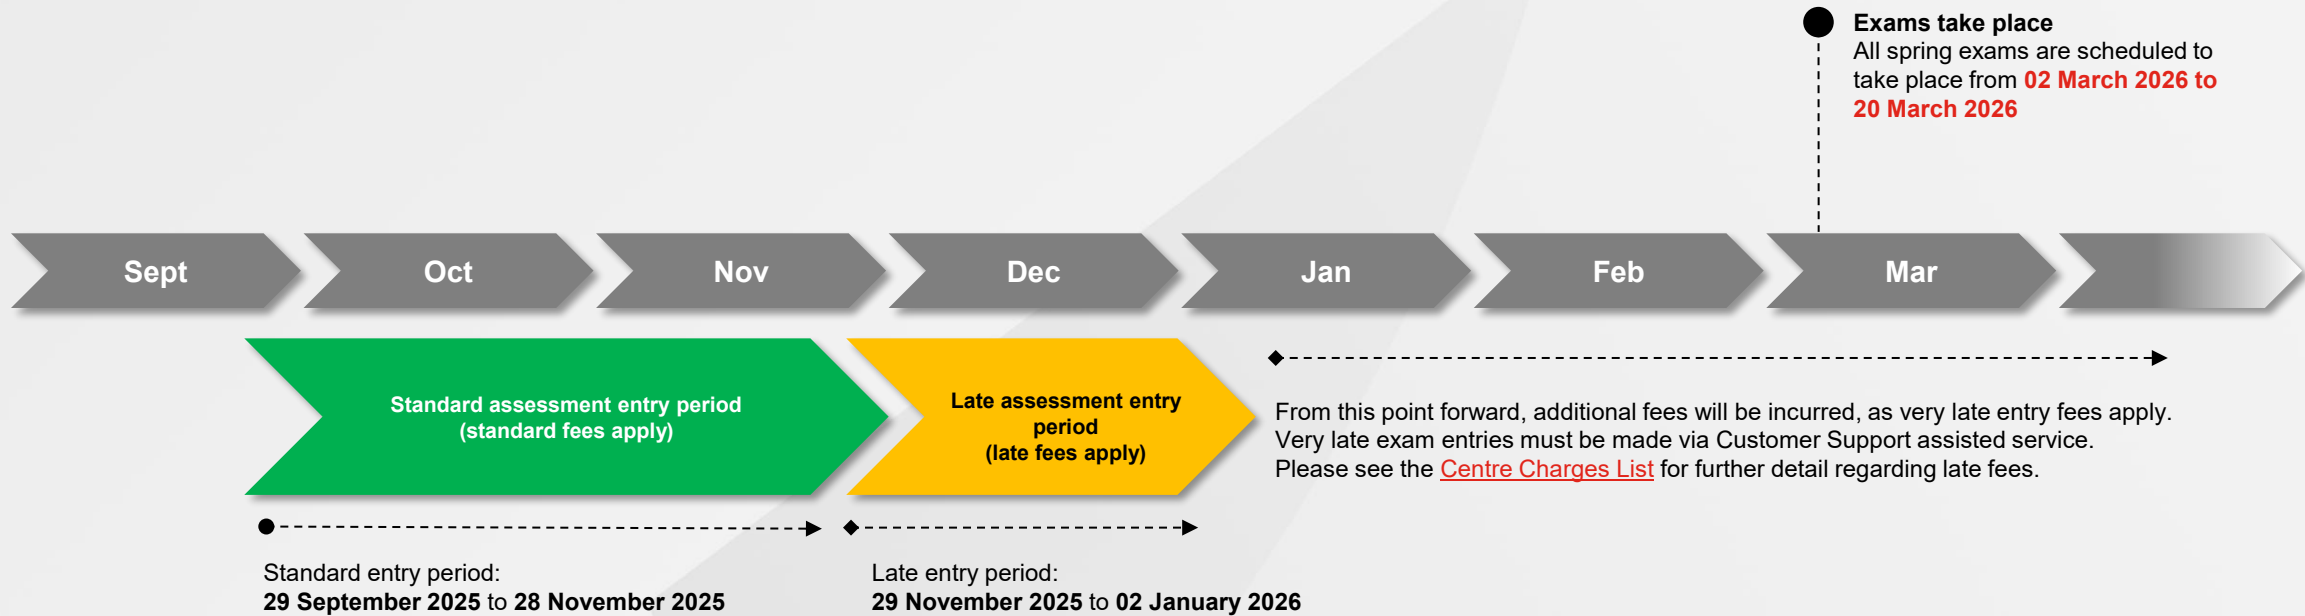 Exams take place
All spring exams are scheduled to
take place from 02 March 2026 to
20 March 2026
Sept
Oct
Nov
Dec
Jan
Feb
Mar
Standard assessment entry period
(standard fees apply)
Late assessment entry
period
(late fees apply)
From this point forward, additional fees will be incurred, as very late entry fees apply.
Very late exam entries must be made via Customer Support assisted service.
Please see the Centre Charges List for further detail regarding late fees.
Standard entry period:
29 September 2025 to 28 November 2025
Late entry period:
29 November 2025 to 02 January 2026